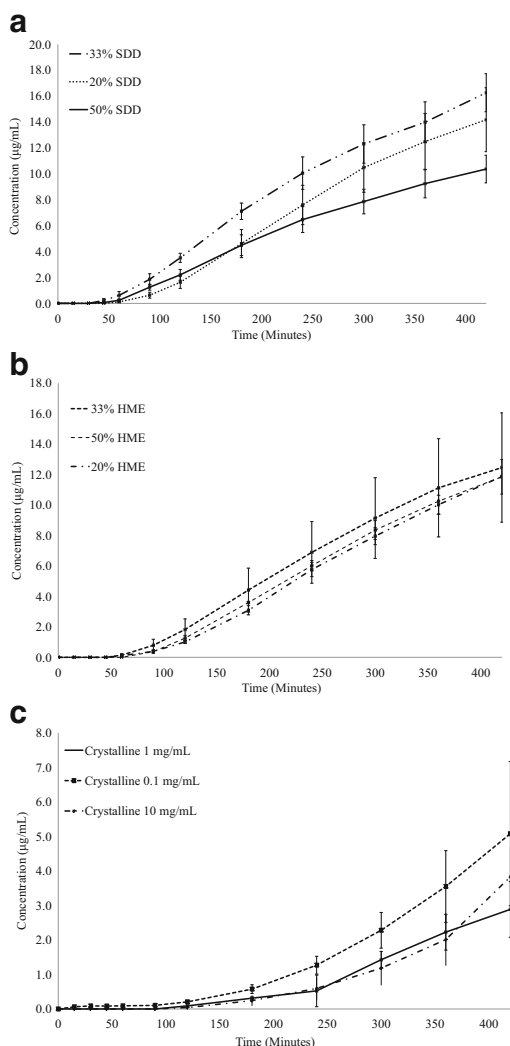 a
20.0
18.0
16.0
14.0
12.0
10.0
8.0
6.0
4.0
2.0
0.0
Concentration (µg/mL)
33% SDD
20% SDD
50% SDD
0 50 100 150 200 250 300 350 400
Time (Minutes)
b
18.0
16.0
14.0
12.0
10.0
8.0
6.0
4.0
2.0
0.0
Concentration (µg/mL)
33% HME
50% HME
20% HME
0 50 100 150 200 250 300 350 400
Time (Minutes)
c
8.0
7.0
6.0
5.0
4.0
3.0
2.0
1.0
0.0
Concentration (µg/mL)
Crystalline 1 mg/mL
Crystalline 0.1 mg/mL
Crystalline 10 mg/mL
0 50 100 150 200 250 300 350 400
Time (Minutes)